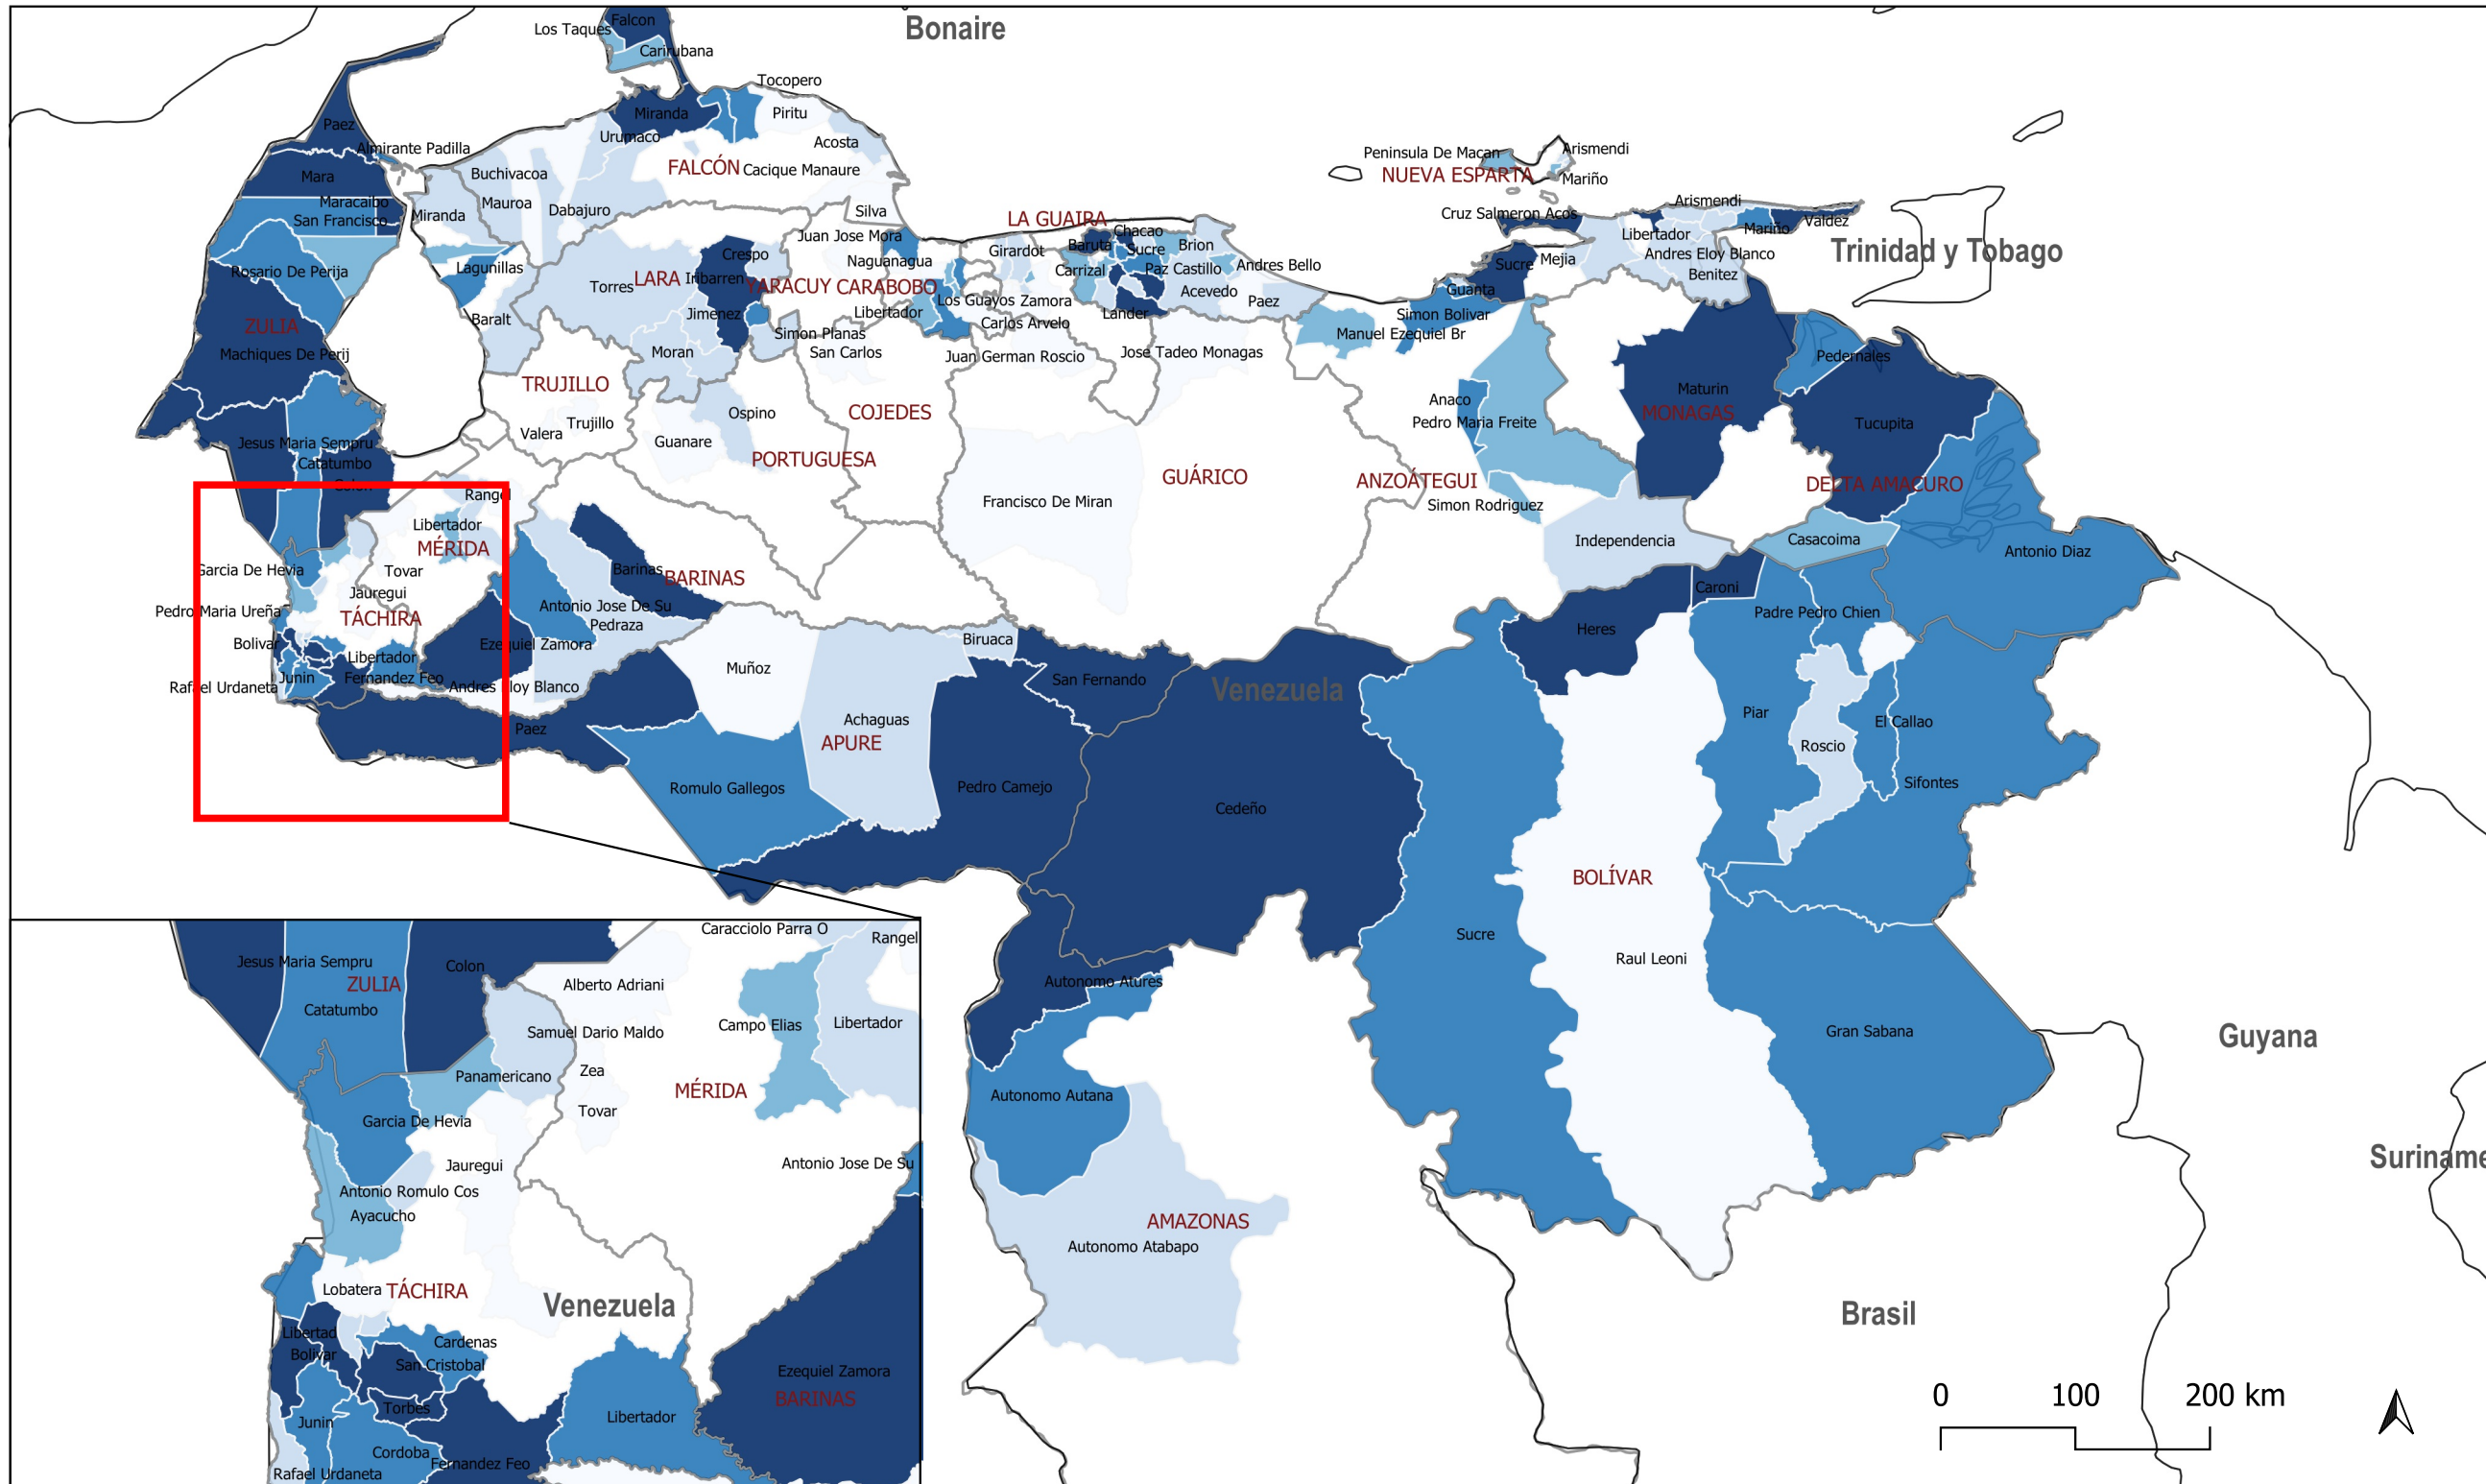 Bonaire
Falcon
Los Taques
Carirubana
Tocopero
Miranda
Piritu
Urumaco
Acosta
Paez
Almirante Padilla
FALCÓN
Cacique Manaure
Mara
Buchivacoa
Maracaibo
Mauroa
Dabajuro
San Francisco
Miranda
Silva
Peninsula De Macan
Arismendi
NUEVA ESPARTA
Mariño
Arismendi
Cruz Salmeron Acos
LA GUAIRA
Chacao
Valdez
Mariño
Libertador
Juan Jose Mora
Girardot
Baruta
Sucre
Brion
Trinidad y Tobago
Andres Eloy Blanco
Benitez
Crespo
Naguanagua
Mejia
Sucre
Rosario De Perija
Lagunillas
Carrizal
Paz Castillo
Andres Bello
Torres
LARA
Iribarren
YARACUY
CARABOBO
Acevedo
Guanta
Los Guayos
Zamora
Paez
Jimenez
Libertador
Lander
Simon Bolivar
ZULIA
Baralt
Simon Planas
Carlos Arvelo
Manuel Ezequiel Br
Machiques De Perij
Moran
San Carlos
Juan German Roscio
José Tadeo Monagas
Pedernales
TRUJILLO
Maturin
Anaco
MONAGAS
Ospino
COJEDES
Pedro Maria Freite
Tucupita
Valera
Trujillo
Guanare
Jesus Maria Sempru
Catatumbo
PORTUGUESA
GUÁRICO
ANZOÁTEGUI
DELTA AMACURO
Colon
Rangel
Francisco De Miran
Simon Rodriguez
Libertador
MÉRIDA
Independencia
Casacoima
Antonio Diaz
Garcia De Hevia
Tovar
Barinas
BARINAS
Caroni
Jauregui
Pedro Maria Ureña
TÁCHIRA
Antonio Jose De Su
Pedraza
Padre Pedro Chien
Heres
Bolivar
Ezequiel Zamora
Biruaca
Libertador
Muñoz
Junin
Fernandez Feo
San Fernando
Rafael Urdaneta
Andres Eloy Blanco
Venezuela
Achaguas
Piar
El Callao
Paez
APURE
Roscio
Romulo Gallegos
Pedro Camejo
Cedeño
Sifontes
BOLÍVAR
Sucre
Raul Leoni
Autonomo Atures
Gran Sabana
Guyana
Autonomo Autana
Suriname
AMAZONAS
Autonomo Atabapo
Brasil
0 100 200 km
Caracciolo Parra O
Rangel
Jesus Maria Sempru
Colon
ZULIA
Alberto Adriani
Catatumbo
Samuel Dario Maldo
Campo Elias
Libertador
Panamericano
Zea
MÉRIDA
Garcia De Hevia
Tovar
Jauregui
Antonio Jose De Su
Antonio Romulo Cos
Ayacucho
Lobatera
TÁCHIRA
Venezuela
Libertad
Cardenas
Bolivar
San Cristobal
Ezequiel Zamora
BARINAS
Torbes
Junin
Libertador
Cordoba
Fernandez Feo
Rafael Urdaneta